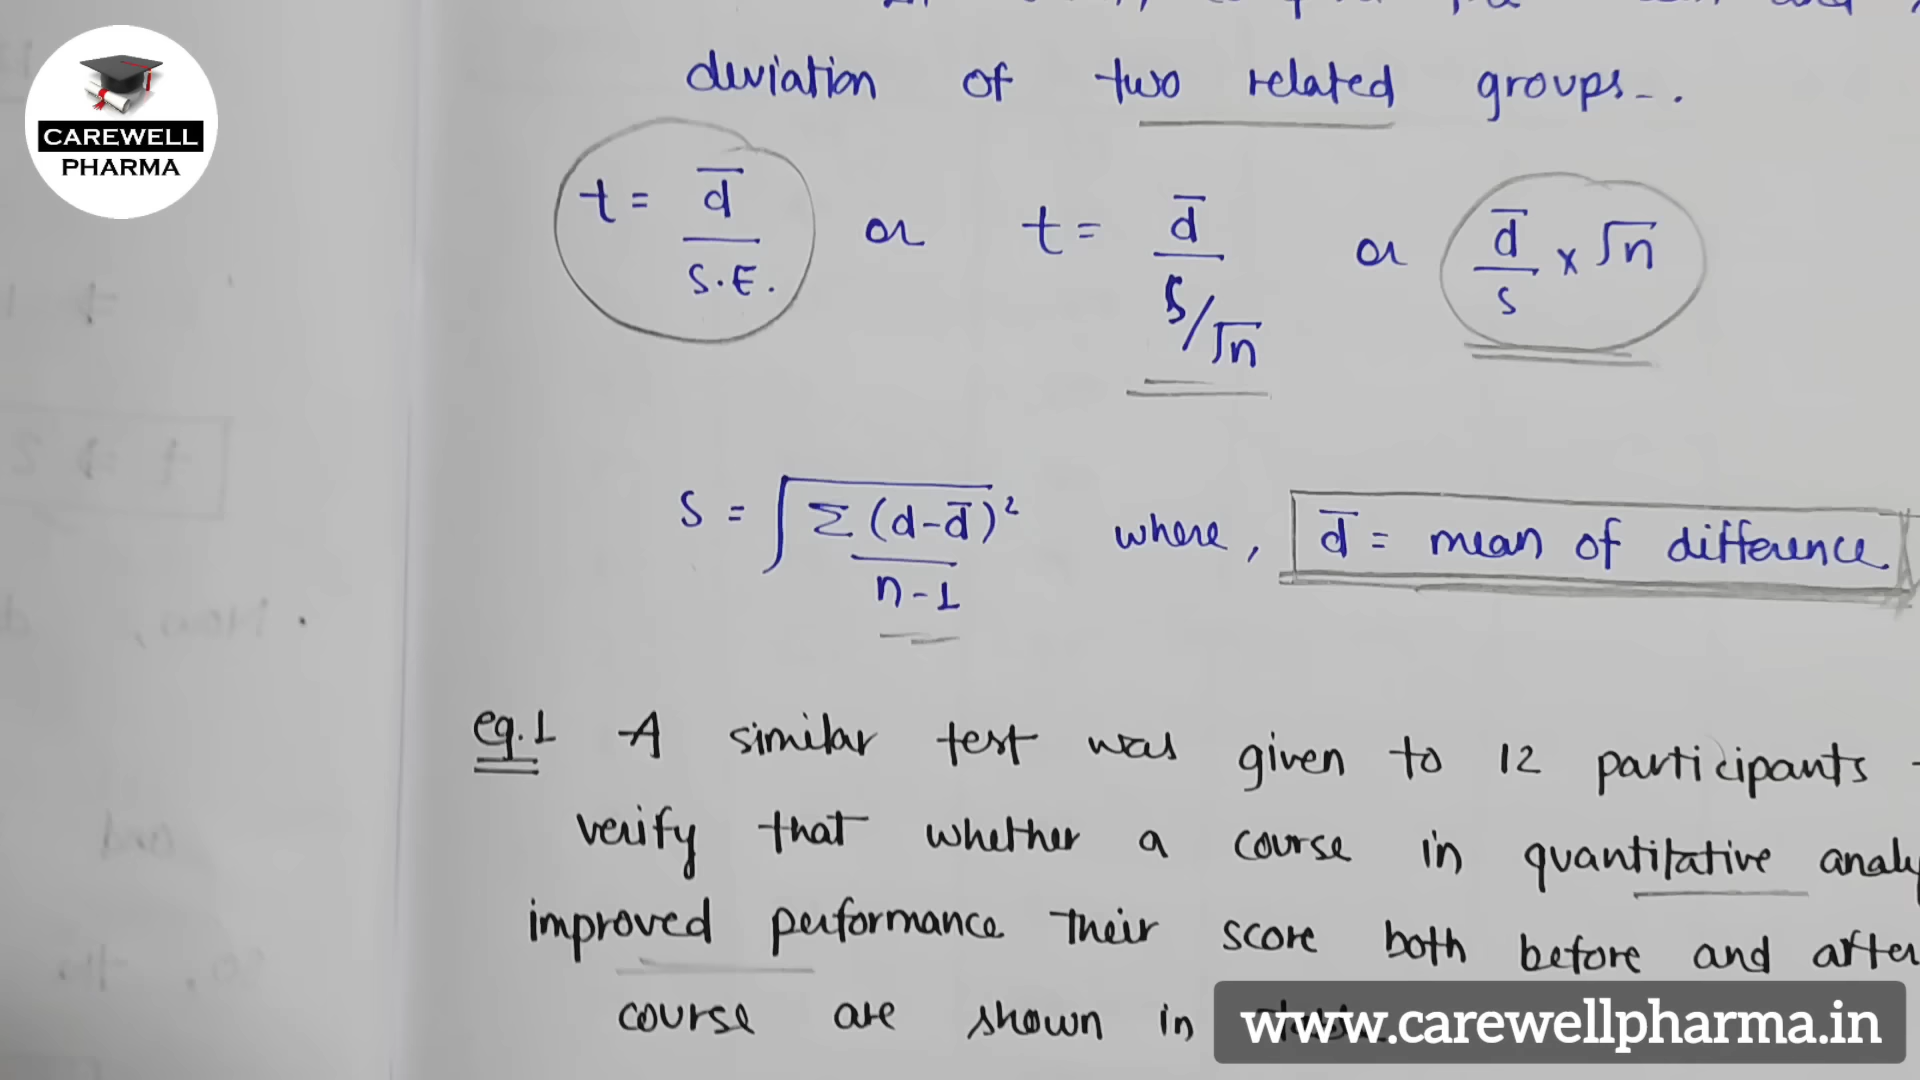 CAREWELL
PHARMA
deviation of two related groups..
t = d̄ / S.E. or t = d̄ / s/√n or d̄/s × √n
S = √Σ(d-d̄)² / n-1 where, d̄ = mean of difference
eg.1 A similar test was given to 12 participants
verify that whether a course in quantitative
improved performance their score both before and after
course are shown in
www.carewellpharma.in